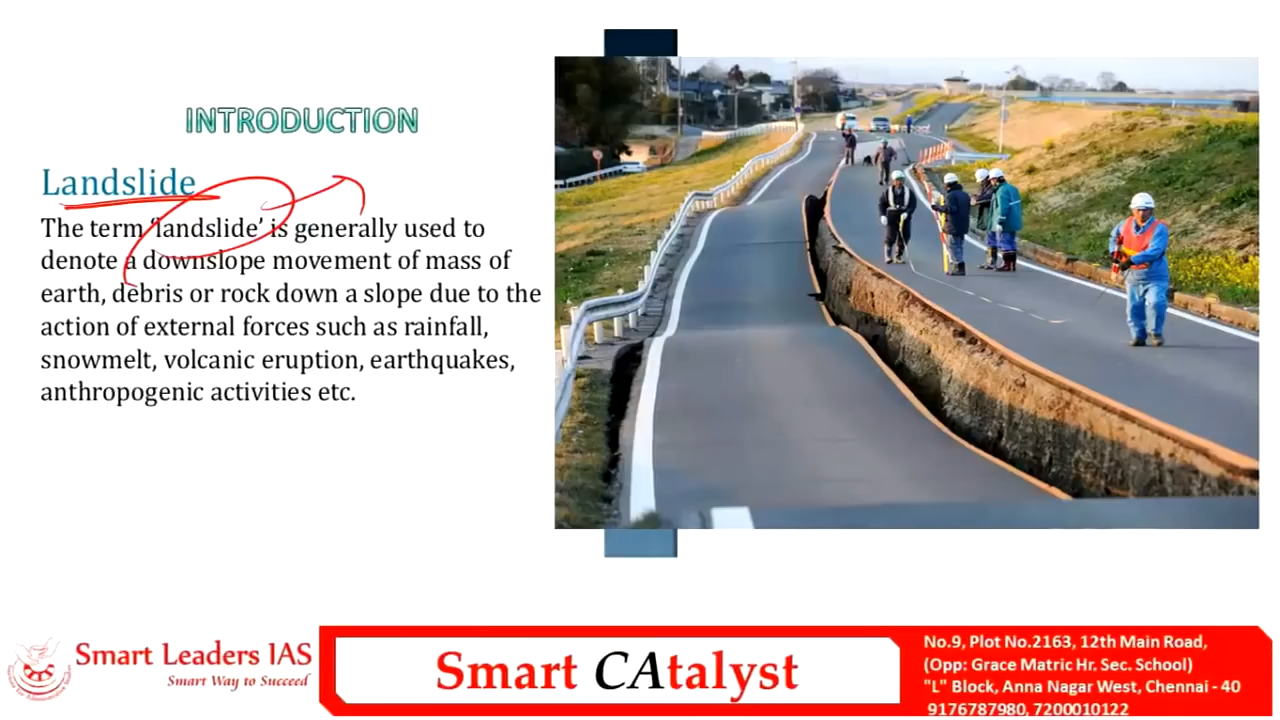 INTRODUCTION
Landslide
The term ‘landslide’ is generally used to
denote a downslope movement of mass of
earth, debris or rock down a slope due to the
action of external forces such as rainfall,
snowmelt, volcanic eruption, earthquakes,
anthropogenic activities etc.
Smart Leaders IAS
Smart Way to Succeed
Smart CAtalyst
No.9, Plot No.2163, 12th Main Road,
(Opp: Grace Matric Hr. Sec. School)
"L" Block, Anna Nagar West, Chennai - 40
9176787980, 7200010122